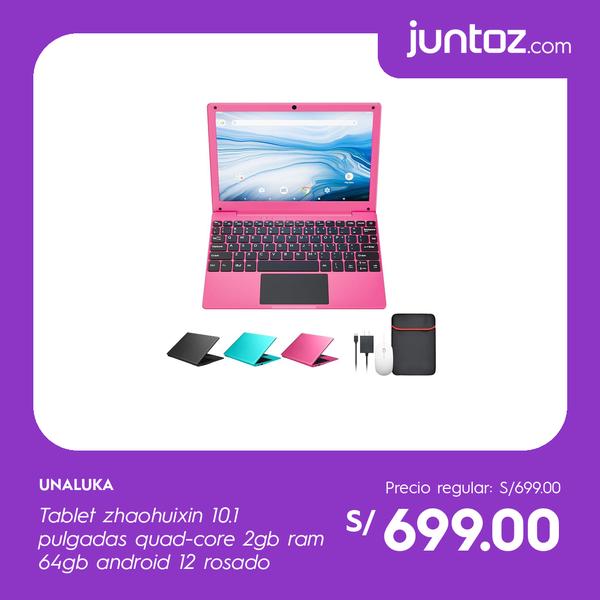 juntoz.com
UNALUKA
Tablet zhaohuixin 10.1
pulgadas quad-core 2gb ram
64gb android 12 rosado
Precio regular: S/699.00
S/ 699.00